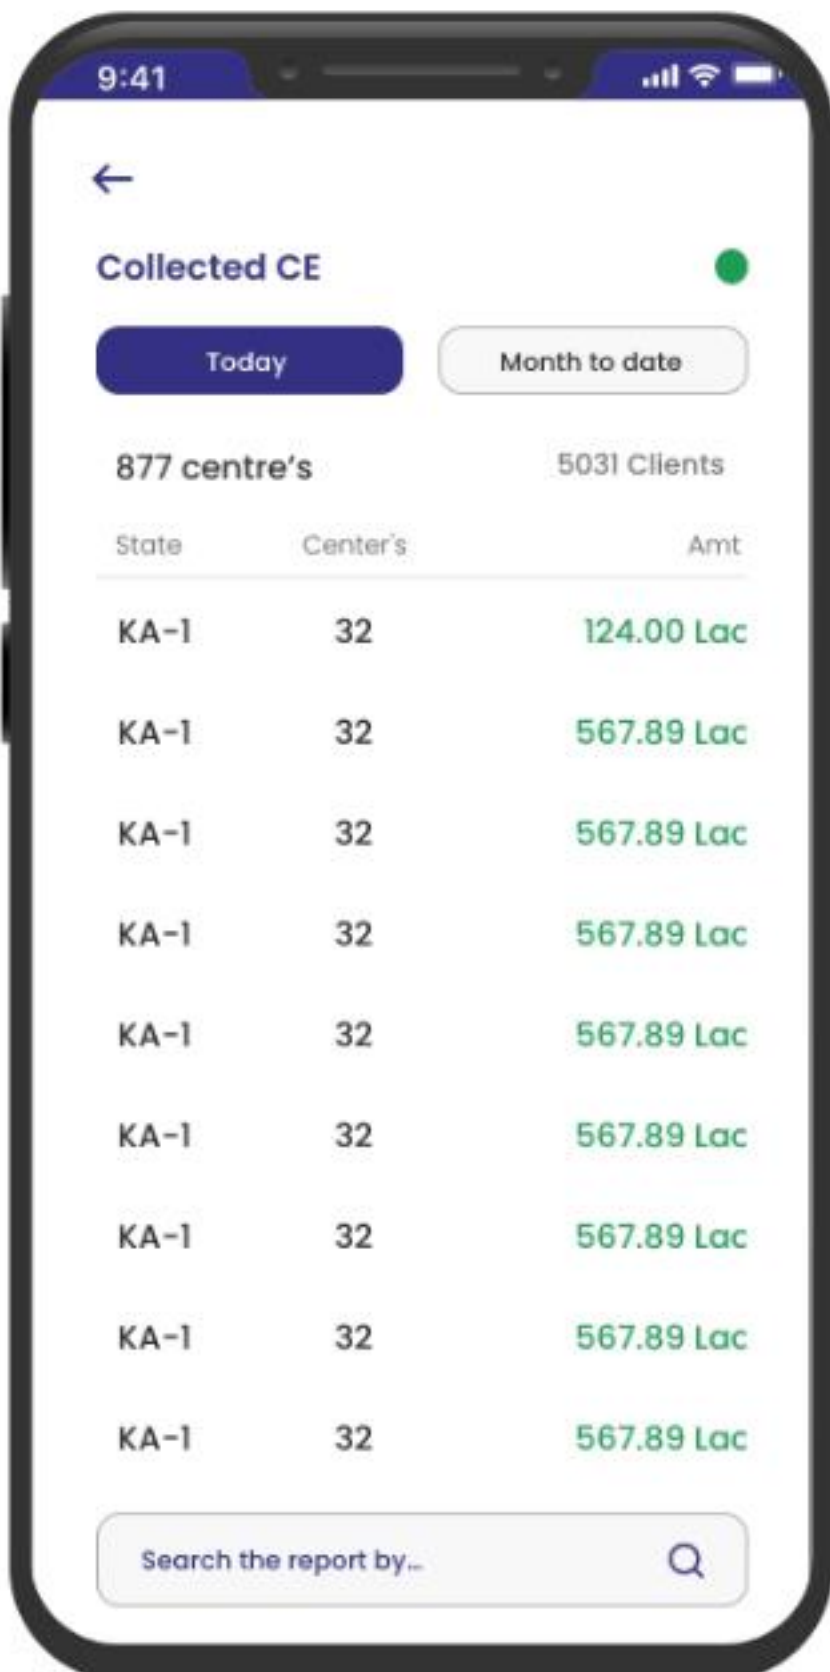 9:41
Collected CE
Today Month to date
877 centre's 5031 Clients
State Center's Amt
KA-1 32 124.00 Lac
KA-1 32 567.89 Lac
KA-1 32 567.89 Lac
KA-1 32 567.89 Lac
KA-1 32 567.89 Lac
KA-1 32 567.89 Lac
KA-1 32 567.89 Lac
KA-1 32 567.89 Lac
KA-1 32 567.89 Lac
Search the report by...